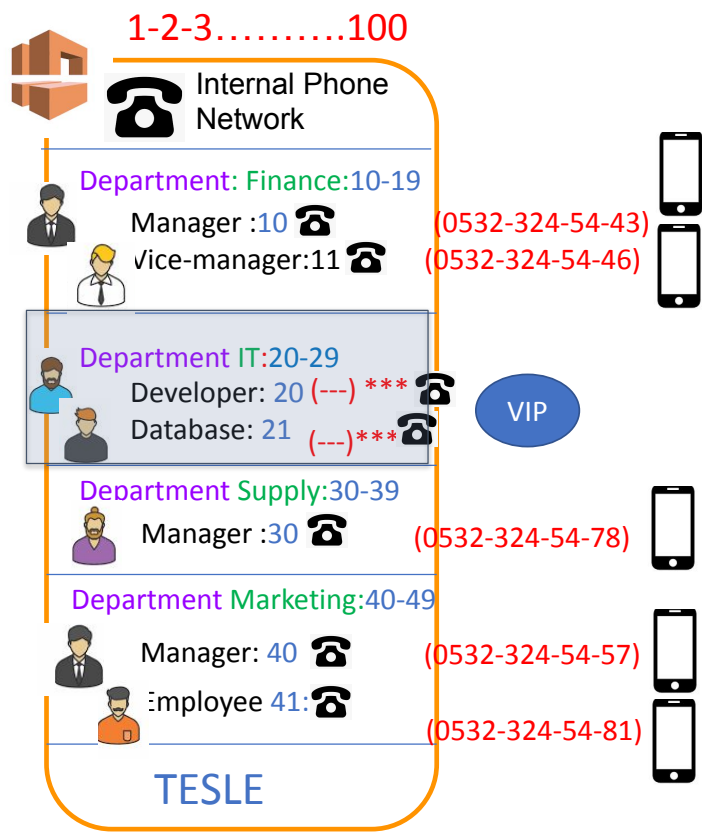 1-2-3..........100
Internal Phone
Network
Department: Finance:10-19
Manager :10 (0532-324-54-43)
Vice-manager:11 (0532-324-54-46)
Department IT:20-29
Developer: 20 (---) ***
Database: 21 (---)***
VIP
Department Supply:30-39
Manager :30 (0532-324-54-78)
Department Marketing:40-49
Manager: 40 (0532-324-54-57)
Employee 41:
(0532-324-54-81)
TESLE